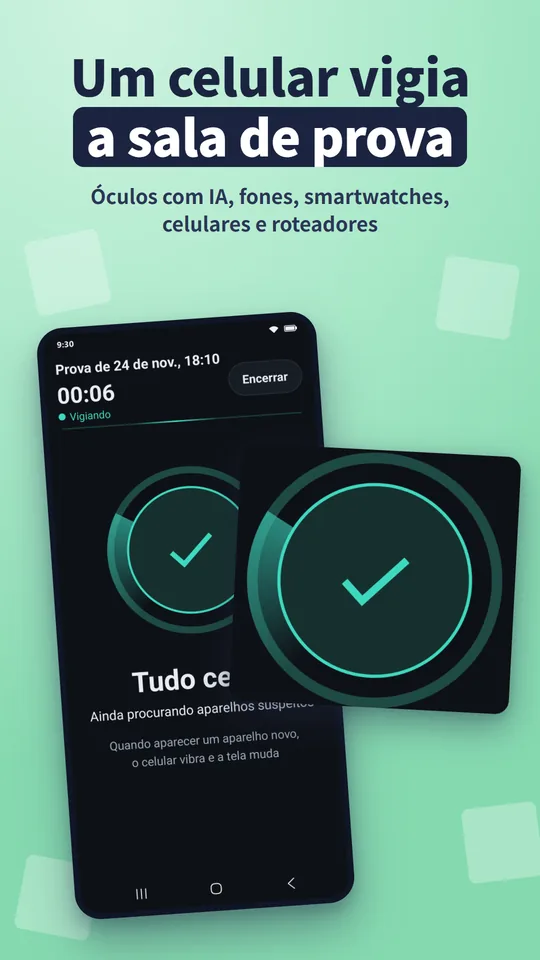 Um celular vigia
a sala de prova
Óculos com IA, fones, smartwatches,
celulares e roteadores
9:30
Prova de 24 de nov., 18:10
00:06
Encerrar
Vigiando
Tudo ce
Ainda procurando aparelhos suspeitos
Quando aparecer um aparelho novo,
o celular vibra e a tela muda